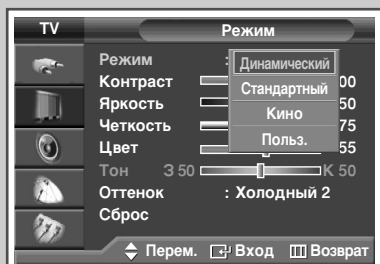 TV Режим
Режим :
Динамический
Контраст 00
Стандартный
Яркость 50
Кино
Четкость 75
Польз.
Цвет 55
Тон З 50 К 50
Оттенок : Холодный 2
Сброс
Перем. Вход Возврат